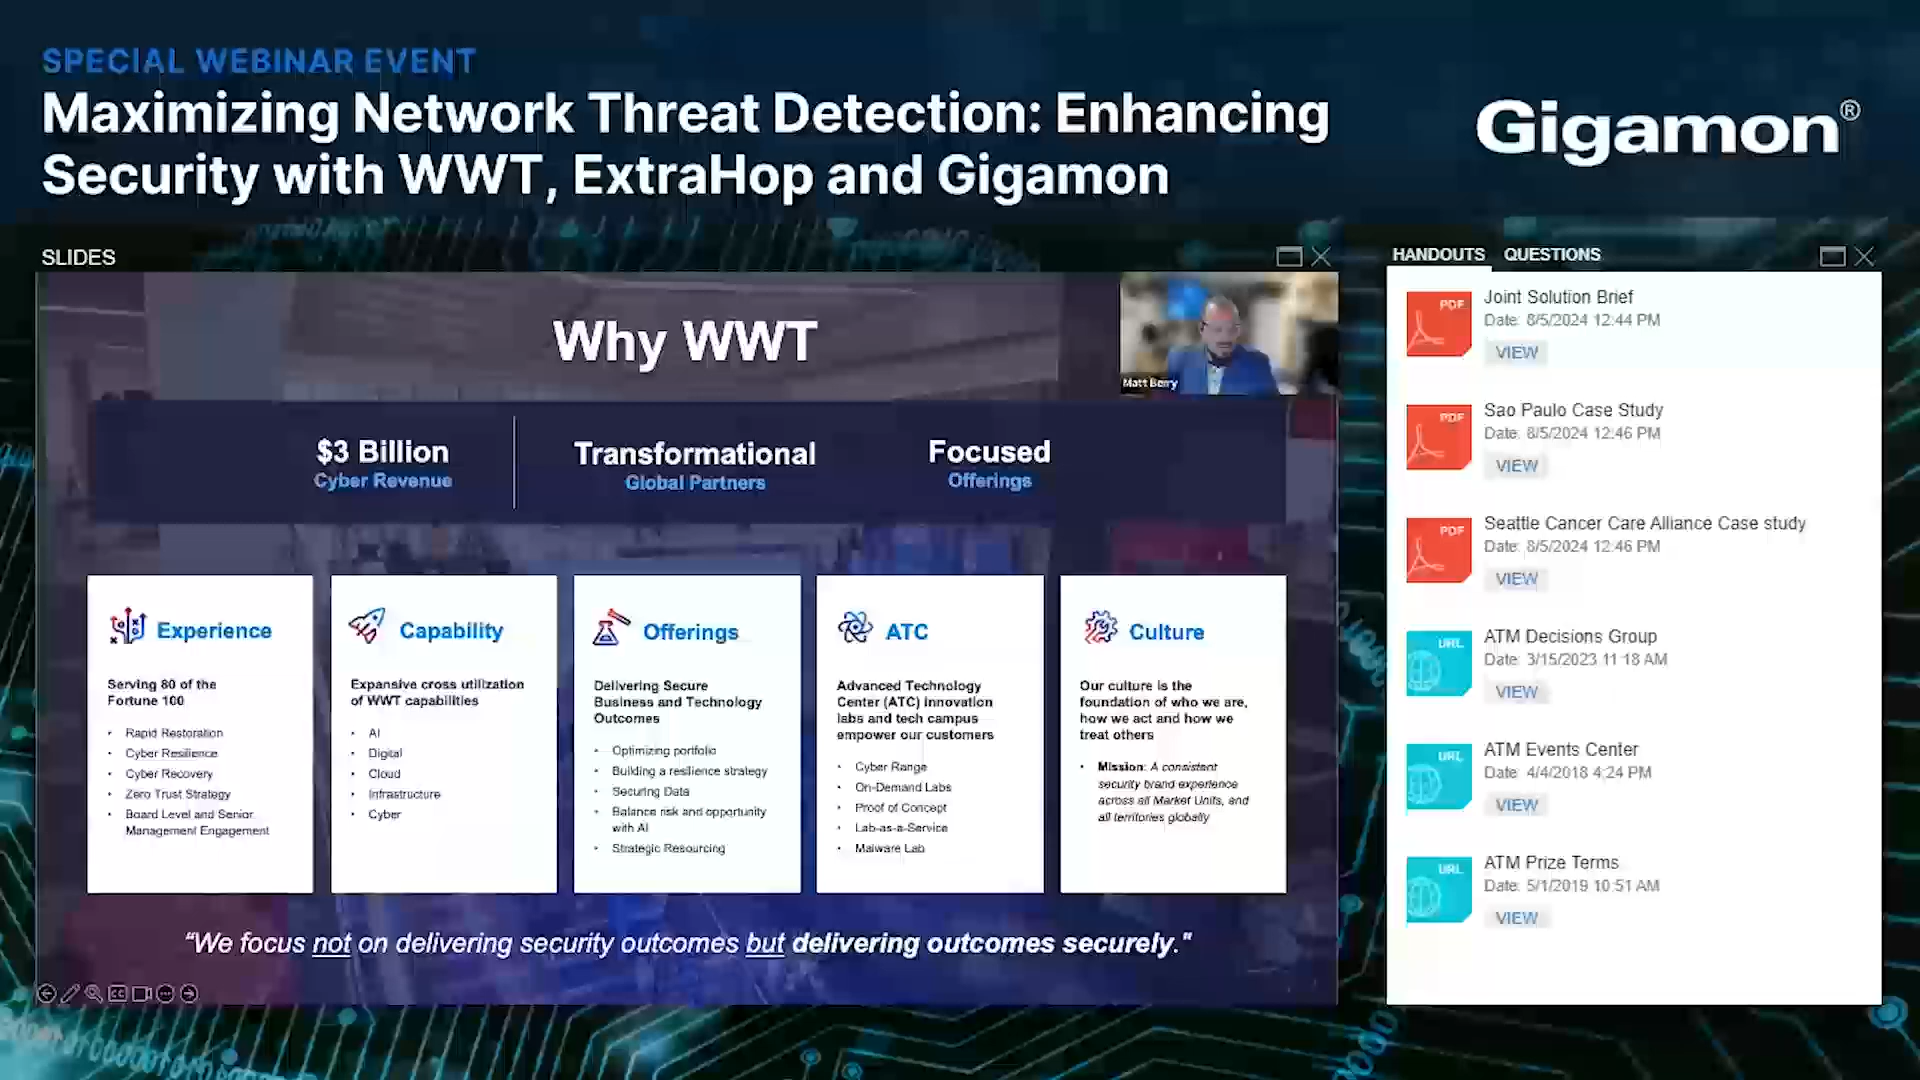 SPECIAL WEBINAR EVENT
Maximizing Network Threat Detection: Enhancing
Security with WWT, ExtraHop and Gigamon
Gigamon®
SLIDES
Why WWT
Matt Berry
$3 Billion
Cyber Revenue
Transformational
Global Partners
Focused
Offerings
Experience
Serving 80 of the
Fortune 100
• Rapid Restoration
• Cyber Resilience
• Cyber Recovery
• Zero Trust Strategy
• Board Level and Senior
Management Engagement
Capability
Expansive cross utilization
of WWT capabilities
• AI
• Digital
• Cloud
• Infrastructure
• Cyber
Offerings
Delivering Secure
Business and Technology
Outcomes
• Optimizing portfolio
• Building a resilience strategy
• Securing Data
• Balance risk and opportunity
with AI
• Strategic Resourcing
ATC
Advanced Technology
Center (ATC) innovation
labs and tech campus
empower our customers
• Cyber Range
• On-Demand Labs
• Proof of Concept
• Lab-as-a-Service
• Malware Lab
Culture
Our culture is the
foundation of who we are,
how we act and how we
treat others
• Mission: A consistent
security brand experience
across all Market Units, and
all territories globally
"We focus not on delivering security outcomes but delivering outcomes securely."
HANDOUTS QUESTIONS
PDF
Joint Solution Brief
Date: 8/5/2024 12:44 PM
VIEW
PDF
Sao Paulo Case Study
Date: 8/5/2024 12:46 PM
VIEW
PDF
Seattle Cancer Care Alliance Case study
Date: 8/5/2024 12:46 PM
VIEW
URL
ATM Decisions Group
Date: 3/15/2023 11:18 AM
VIEW
URL
ATM Events Center
Date: 4/4/2018 4:24 PM
VIEW
URL
ATM Prize Terms
Date: 5/1/2019 10:51 AM
VIEW